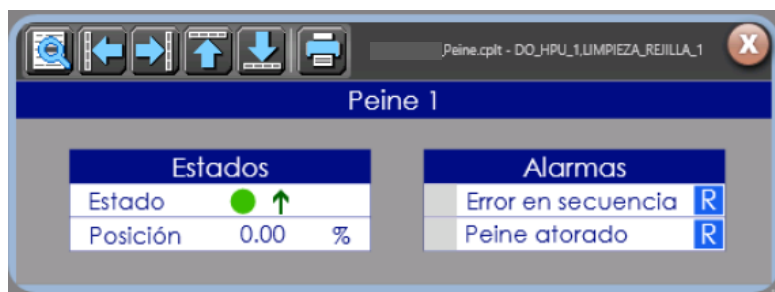 Peine.cplt - DO_HPU_1,LIMPIEZA_REJILLA_1
X
Peine 1
Estados
Estado
Posición 0.00 %
Alarmas
Error en secuencia R
Peine atorado R